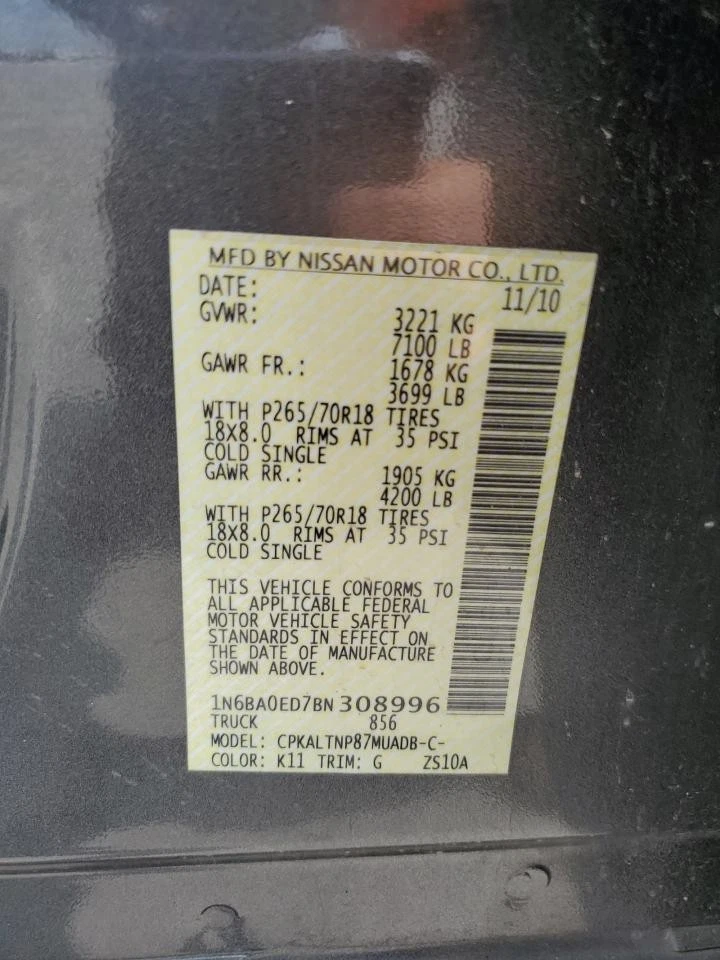 MFD BY NISSAN MOTOR CO., LTD.
DATE: 11/10
GVWR: 3221 KG
7100 LB
GAWR FR.: 1678 KG
3699 LB
WITH P265/70R18 TIRES
18X8.0 RIMS AT 35 PSI
COLD SINGLE
GAWR RR.: 1905 KG
4200 LB
WITH P265/70R18 TIRES
18X8.0 RIMS AT 35 PSI
COLD SINGLE
THIS VEHICLE CONFORMS TO
ALL APPLICABLE FEDERAL
MOTOR VEHICLE SAFETY
STANDARDS IN EFFECT ON
THE DATE OF MANUFACTURE
SHOWN ABOVE.
1N6BA0ED7BN308996
TRUCK 856
MODEL: CPKALTNP87MUADB-C-
COLOR: K11 TRIM: G ZS10A